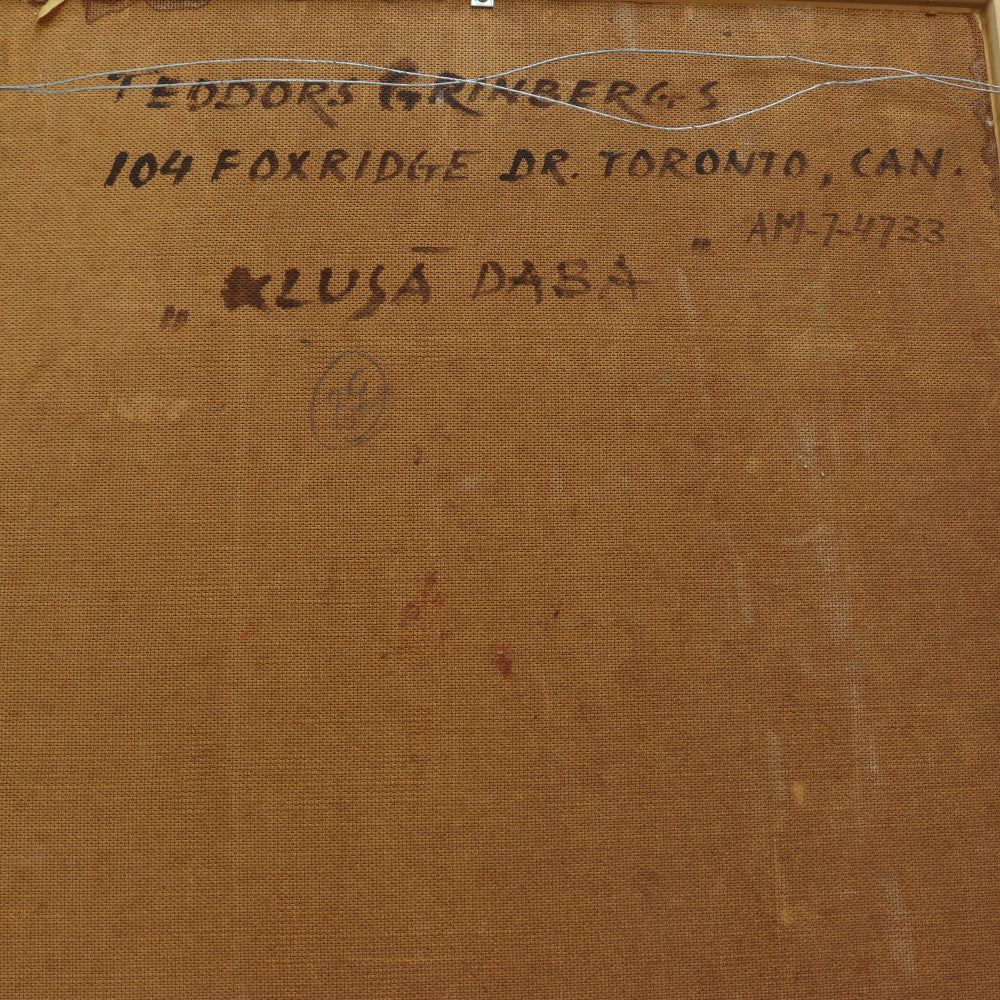 TEODORS GRINBERGS
104 FOXRIDGE DR. TORONTO, CAN.
AM-7-4733
„KLUSĀ DABA"